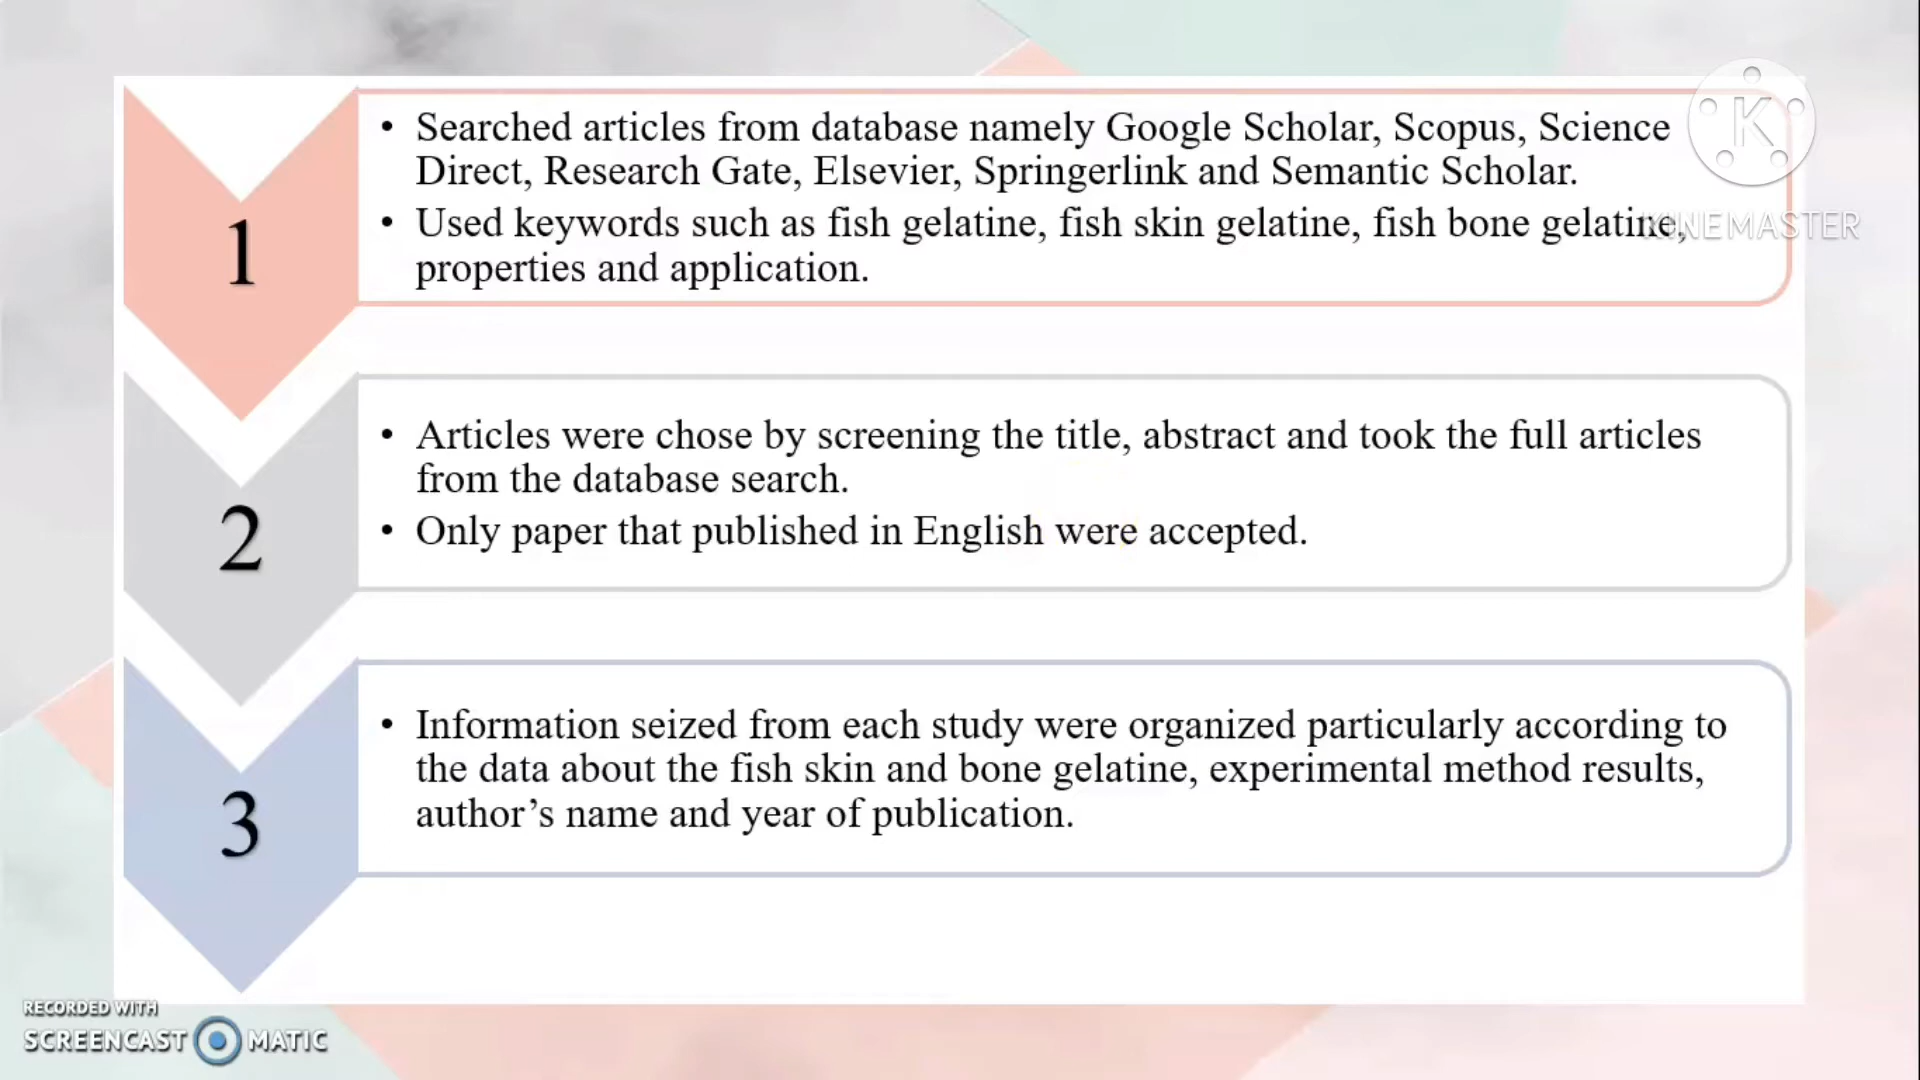 1
• Searched articles from database namely Google Scholar, Scopus, Science
Direct, Research Gate, Elsevier, Springerlink and Semantic Scholar.
• Used keywords such as fish gelatine, fish skin gelatine, fish bone gelatine,
properties and application.
K
KINEMASTER
2
• Articles were chose by screening the title, abstract and took the full articles
from the database search.
• Only paper that published in English were accepted.
3
• Information seized from each study were organized particularly according to
the data about the fish skin and bone gelatine, experimental method results,
author’s name and year of publication.
RECORDED WITH
SCREENCAST MATIC